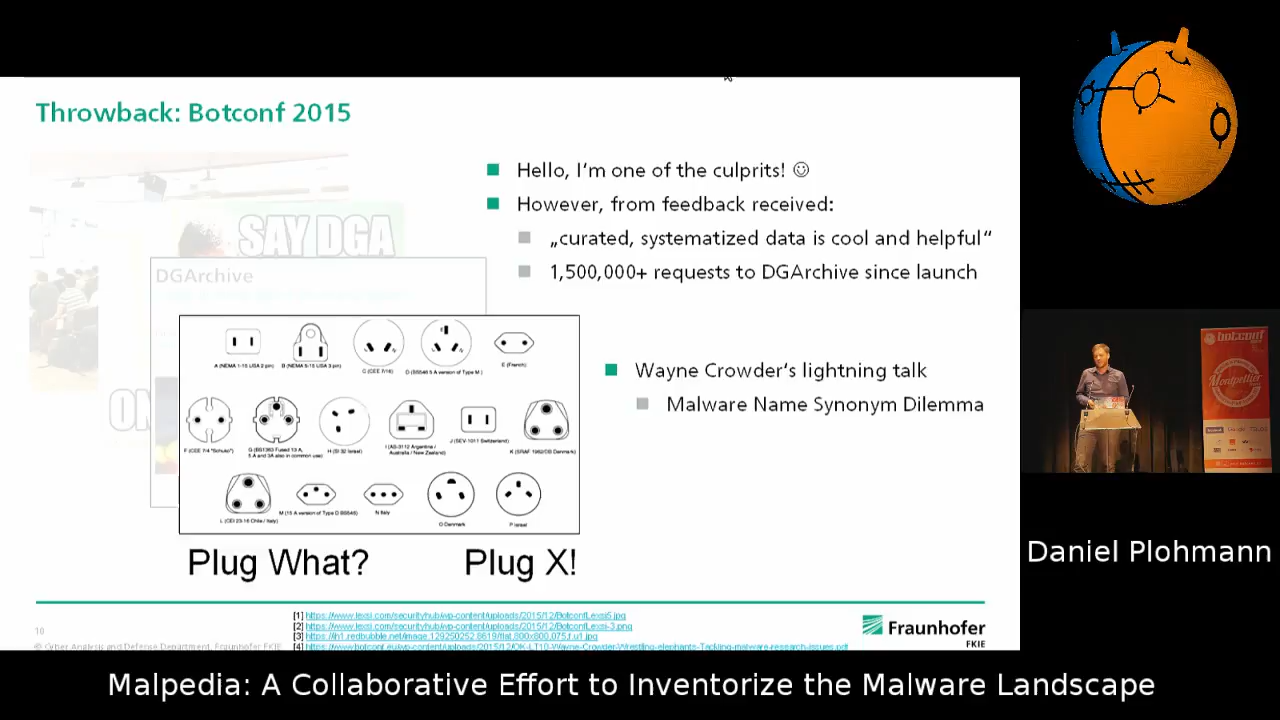 Throwback: Botconf 2015
Hello, I'm one of the culprits! ☺
However, from feedback received:
„curated, systematized data is cool and helpful“
1,500,000+ requests to DGArchive since launch
SAY DGA
DGArchive
ON
A (NEMA 1-15 USA 2 pin)
B (NEMA 5-15 USA 3 pin)
C (CEE 7/16)
D (BS546 5 A version of Type M )
E (French)
F (CEE 7/4 "Schuko")
G (BS1363 Fused 13 A,
5 A and 3A also in common use)
H (SI 32 Israel)
I (AS-3112 Argentina /
Australia / New Zealand)
J (SEV-1011 Switzerland)
K (SRAF 1962/DB Denmark)
L (CEI 23-16 Chile / Italy)
M (15 A version of Type D BS546)
N Italy
O Denmark
P Israel
Wayne Crowder's lightning talk
Malware Name Synonym Dilemma
Plug What?
Plug X!
[1] https://www.lexsi.com/securityhub/wp-content/uploads/2015/12/BotconfLexsi5.jpg
[2] https://www.lexsi.com/securityhub/wp-content/uploads/2015/12/BotconfLexsi-3.png
[3] https://ih1.redbubble.net/image.129250252.8619/flat,800x800,075,f.u1.jpg
[4] https://www.botconf.eu/wp-content/uploads/2015/12/OK-LT10-Wayne-Crowder-Wrestling-elephants-Tackling-malware-research-issues.pdf
10
© Cyber Analysis and Defense Department, Fraunhofer FKIE
Fraunhofer
FKIE
botconf
Montpellier
Daniel Plohmann
Malpedia: A Collaborative Effort to Inventorize the Malware Landscape